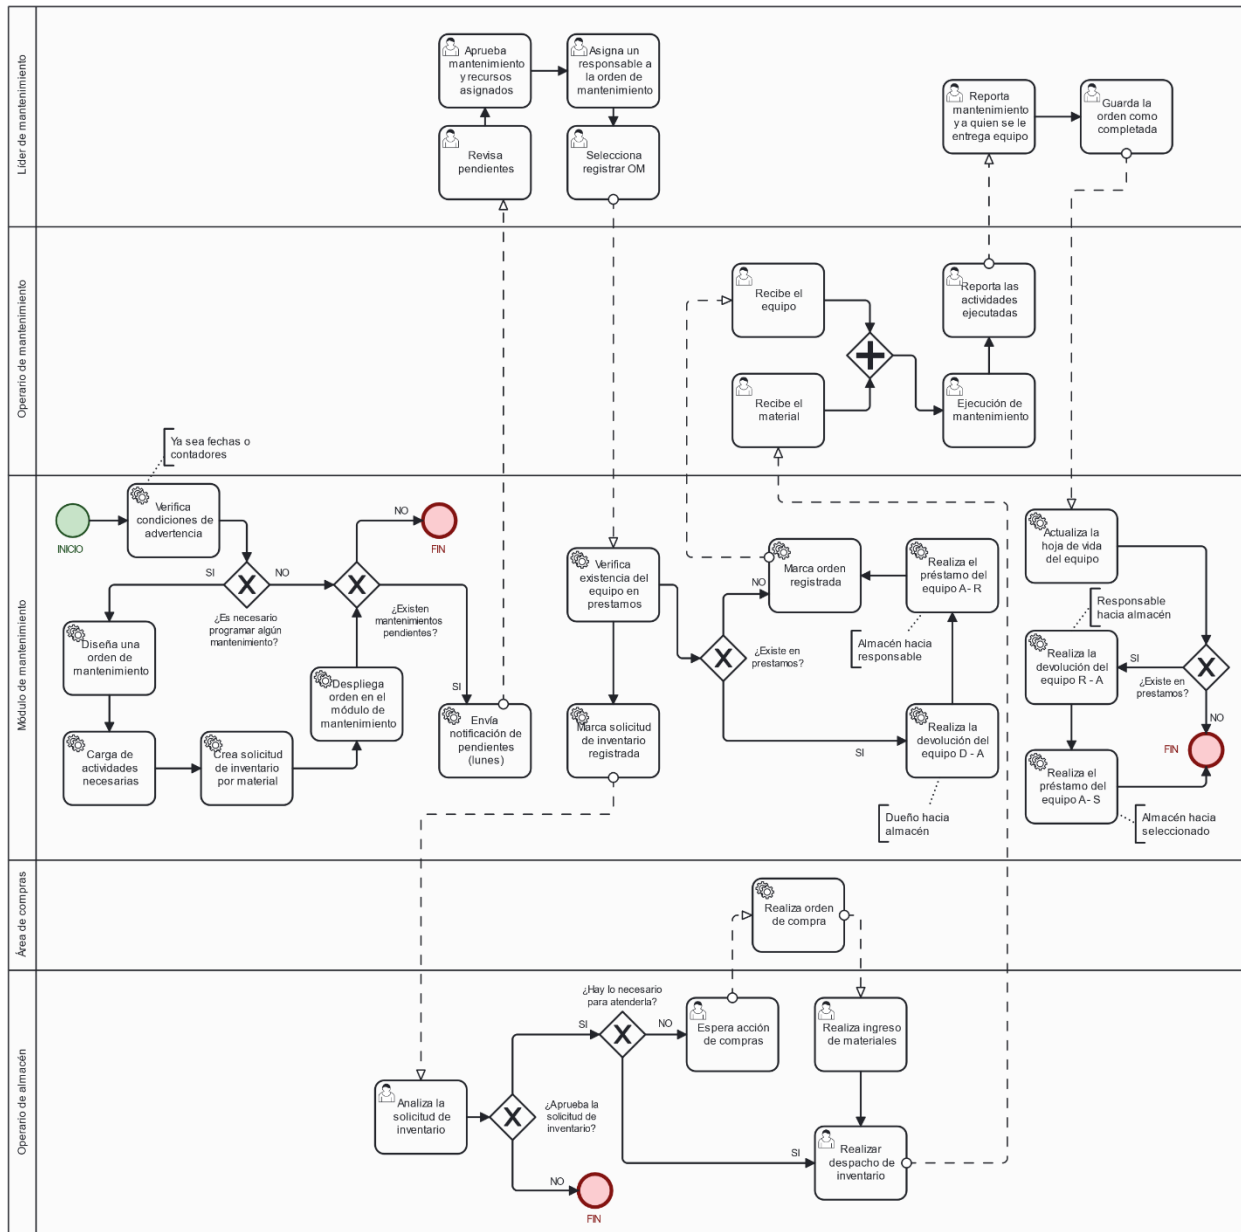 Líder de mantenimiento
Aprueba
mantenimiento
y recursos
asignados
Asigna un
responsable a
la orden de
mantenimiento
Revisa
pendientes
Selecciona
registrar OM
Reporta
mantenimiento
y a quien se le
entrega equipo
Guarda la
orden como
completada
Operario de mantenimiento
Recibe el
equipo
Recibe el
material
Reporta las
actividades
ejecutadas
Ejecución de
mantenimiento
Módulo de mantenimiento
Ya sea fechas o
contadores
INICIO
Verifica
condiciones de
advertencia
SI
NO
¿Es necesario
programar algún
mantenimiento?
NO
FIN
¿Existen
mantenimientos
pendientes?
SI
Diseña una
orden de
mantenimiento
Carga de
actividades
necesarias
Crea solicitud
de inventario
por material
Despliega
orden en el
módulo de
mantenimiento
Envía
notificación de
pendientes
(lunes)
Verifica
existencia del
equipo en
prestamos
Marca solicitud
de inventario
registrada
NO
¿Existe en
prestamos?
SI
Marca orden
registrada
Realiza el
préstamo del
equipo A - R
Almacén hacia
responsable
Realiza la
devolución del
equipo D - A
Dueño hacia
almacén
Actualiza la
hoja de vida
del equipo
Responsable
hacia almacén
Realiza la
devolución del
equipo R - A
SI
¿Existe en
prestamos?
NO
FIN
Realiza el
préstamo del
equipo A - S
Almacén hacia
seleccionado
Área de compras
Realiza orden
de compra
Operario de almacén
Analiza la
solicitud de
inventario
¿Aprueba la
solicitud de
inventario?
SI
NO
FIN
¿Hay lo necesario
para atenderla?
NO
SI
Espera acción
de compras
Realiza ingreso
de materiales
Realizar
despacho de
inventario